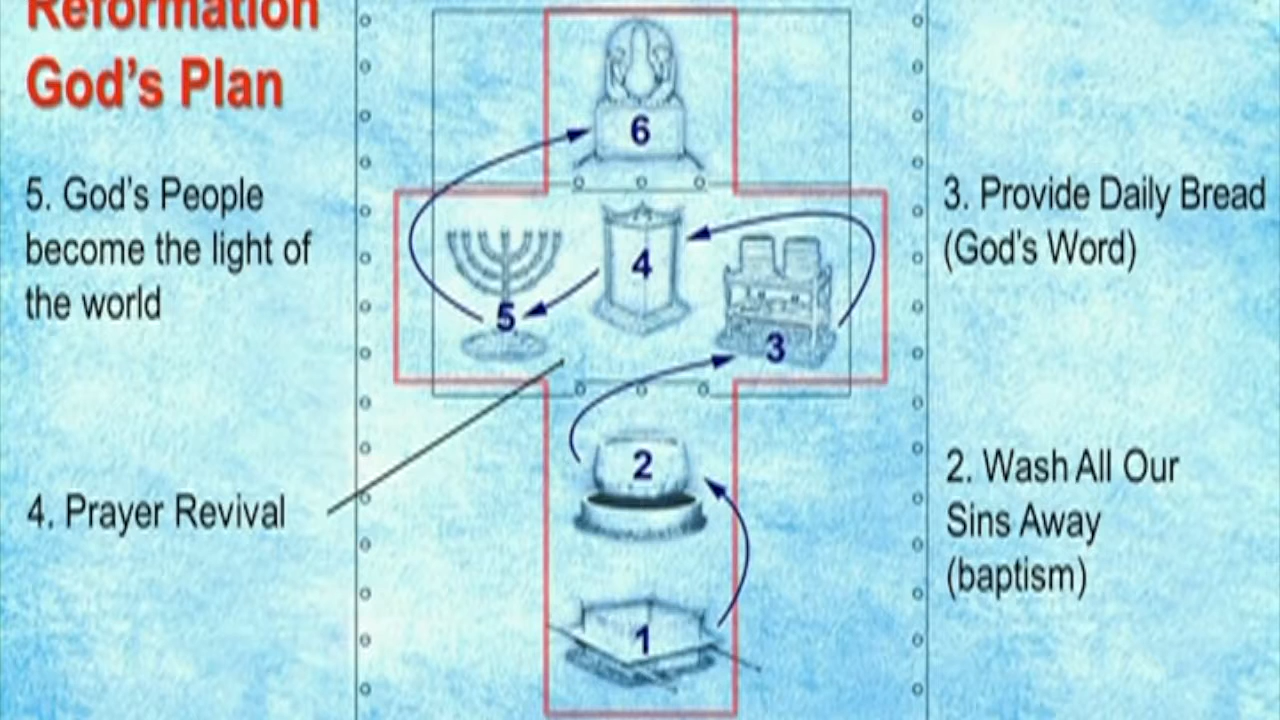 Reformation
God's Plan
5. God's People
become the light of
the world
4. Prayer Revival
6
4
5
3
2
1
3. Provide Daily Bread
(God's Word)
2. Wash All Our
Sins Away
(baptism)